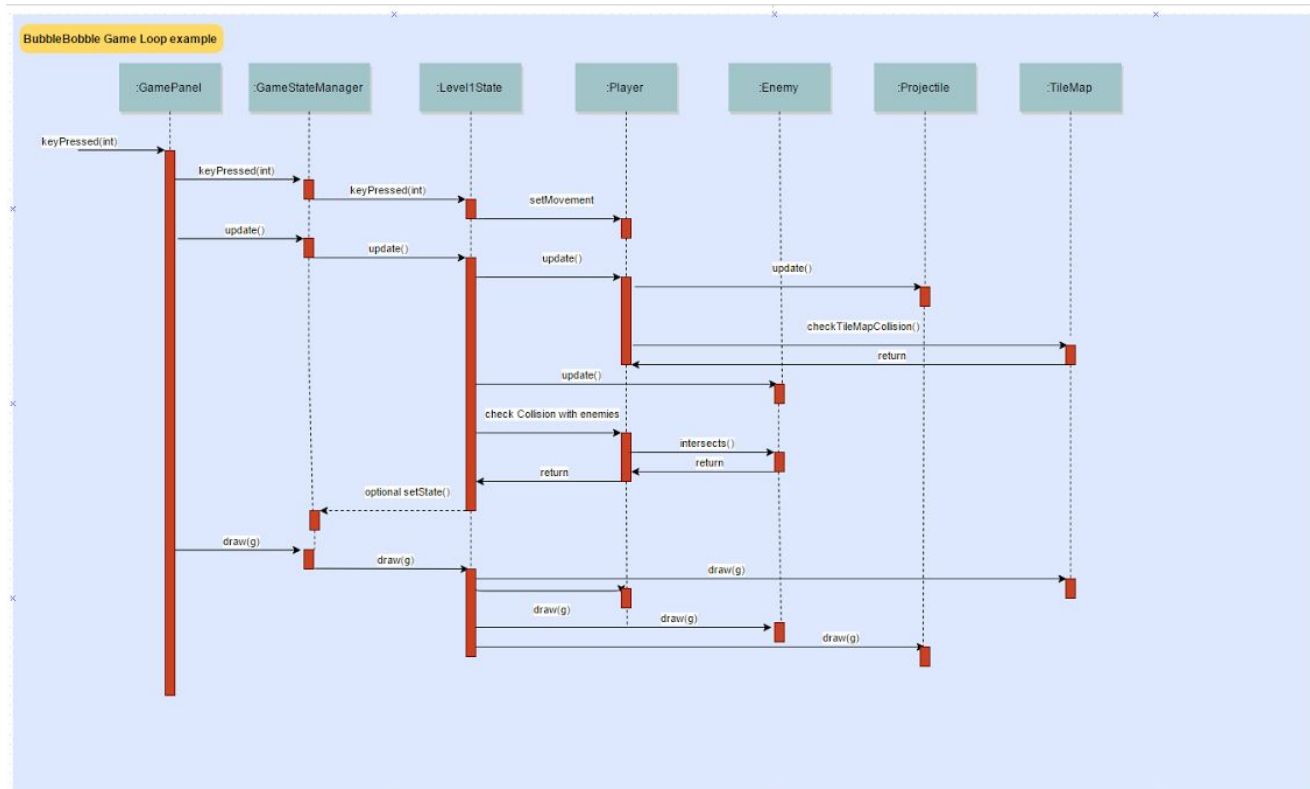 BubbleBobble Game Loop example
:GamePanel
:GameStateManager
:Level1State
:Player
:Enemy
:Projectile
:TileMap
keyPressed(int)
keyPressed(int)
keyPressed(int)
setMovement
update()
update()
update()
update()
checkTileMapCollision()
return
update()
check Collision with enemies
intersects()
return
return
optional setState()
draw(g)
draw(g)
draw(g)
draw(g)
draw(g)
draw(g)